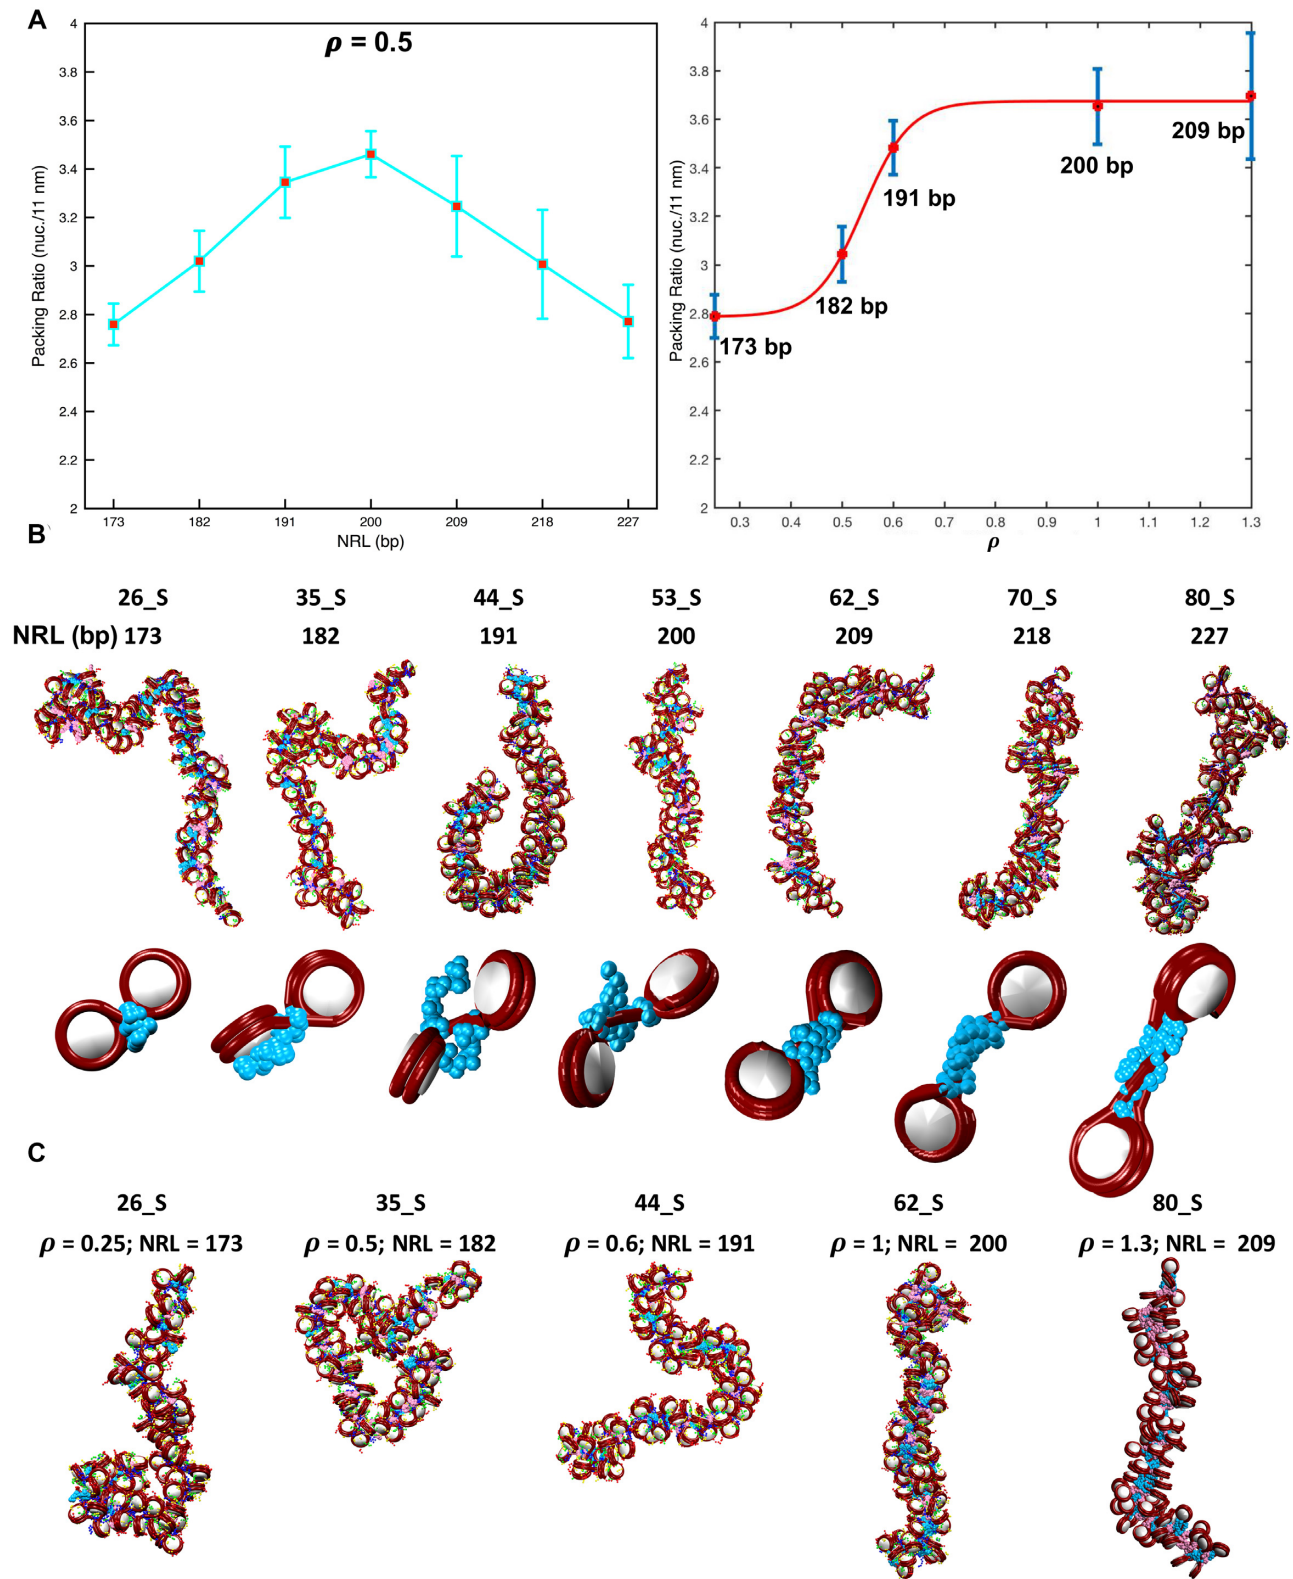 A
ρ = 0.5
Packing Ratio (nuc./11 nm)
4
3.8
3.6
3.4
3.2
3
2.8
2.6
2.4
2.2
2
173 182 191 200 209 218 227
NRL (bp)
Packing Ratio (nuc./11 nm)
4
3.8
3.6
3.4
3.2
3
2.8
2.6
2.4
2.2
2
209 bp
200 bp
191 bp
182 bp
173 bp
0.3 0.4 0.5 0.6 0.7 0.8 0.9 1 1.1 1.2 1.3
ρ
B
26_S 35_S 44_S 53_S 62_S 70_S 80_S
NRL (bp) 173 182 191 200 209 218 227
C
26_S 35_S 44_S 62_S 80_S
ρ = 0.25; NRL = 173 ρ = 0.5; NRL = 182 ρ = 0.6; NRL = 191 ρ = 1; NRL = 200 ρ = 1.3; NRL = 209